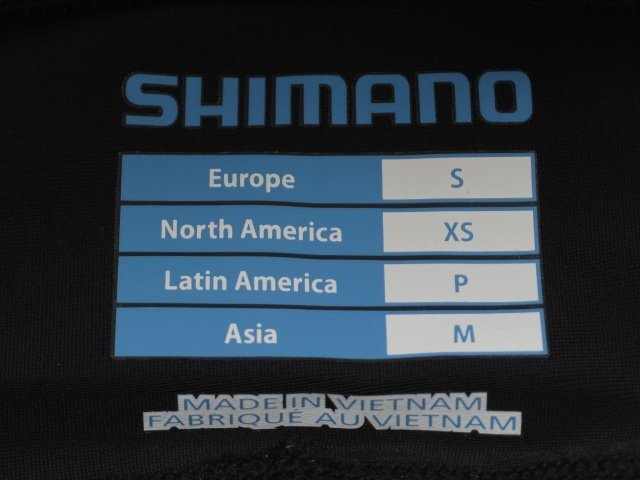 SHIMANO
Europe S
North America XS
Latin America P
Asia M
MADE IN VIETNAM
FABRIQUÉ AU VIETNAM